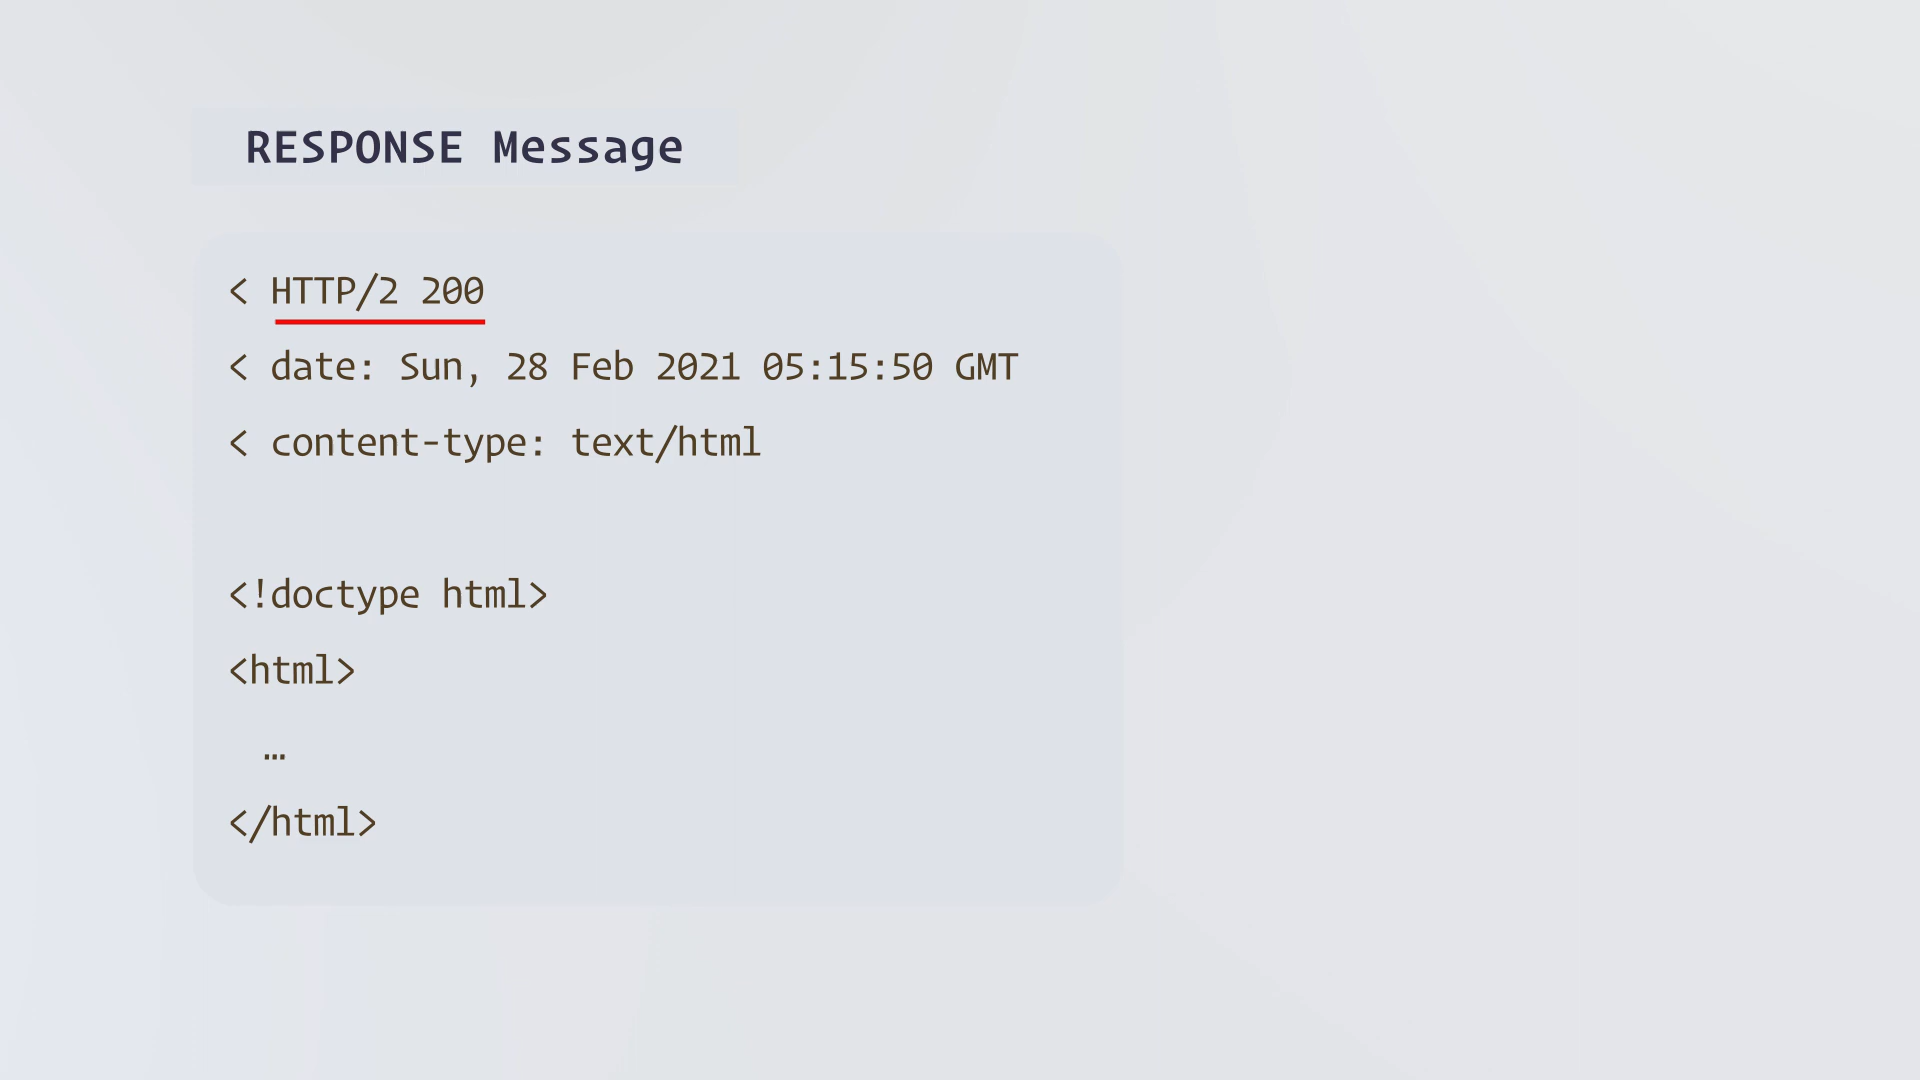 RESPONSE Message
< HTTP/2 200
< date: Sun, 28 Feb 2021 05:15:50 GMT
< content-type: text/html
<!doctype html>
<html>
…
</html>